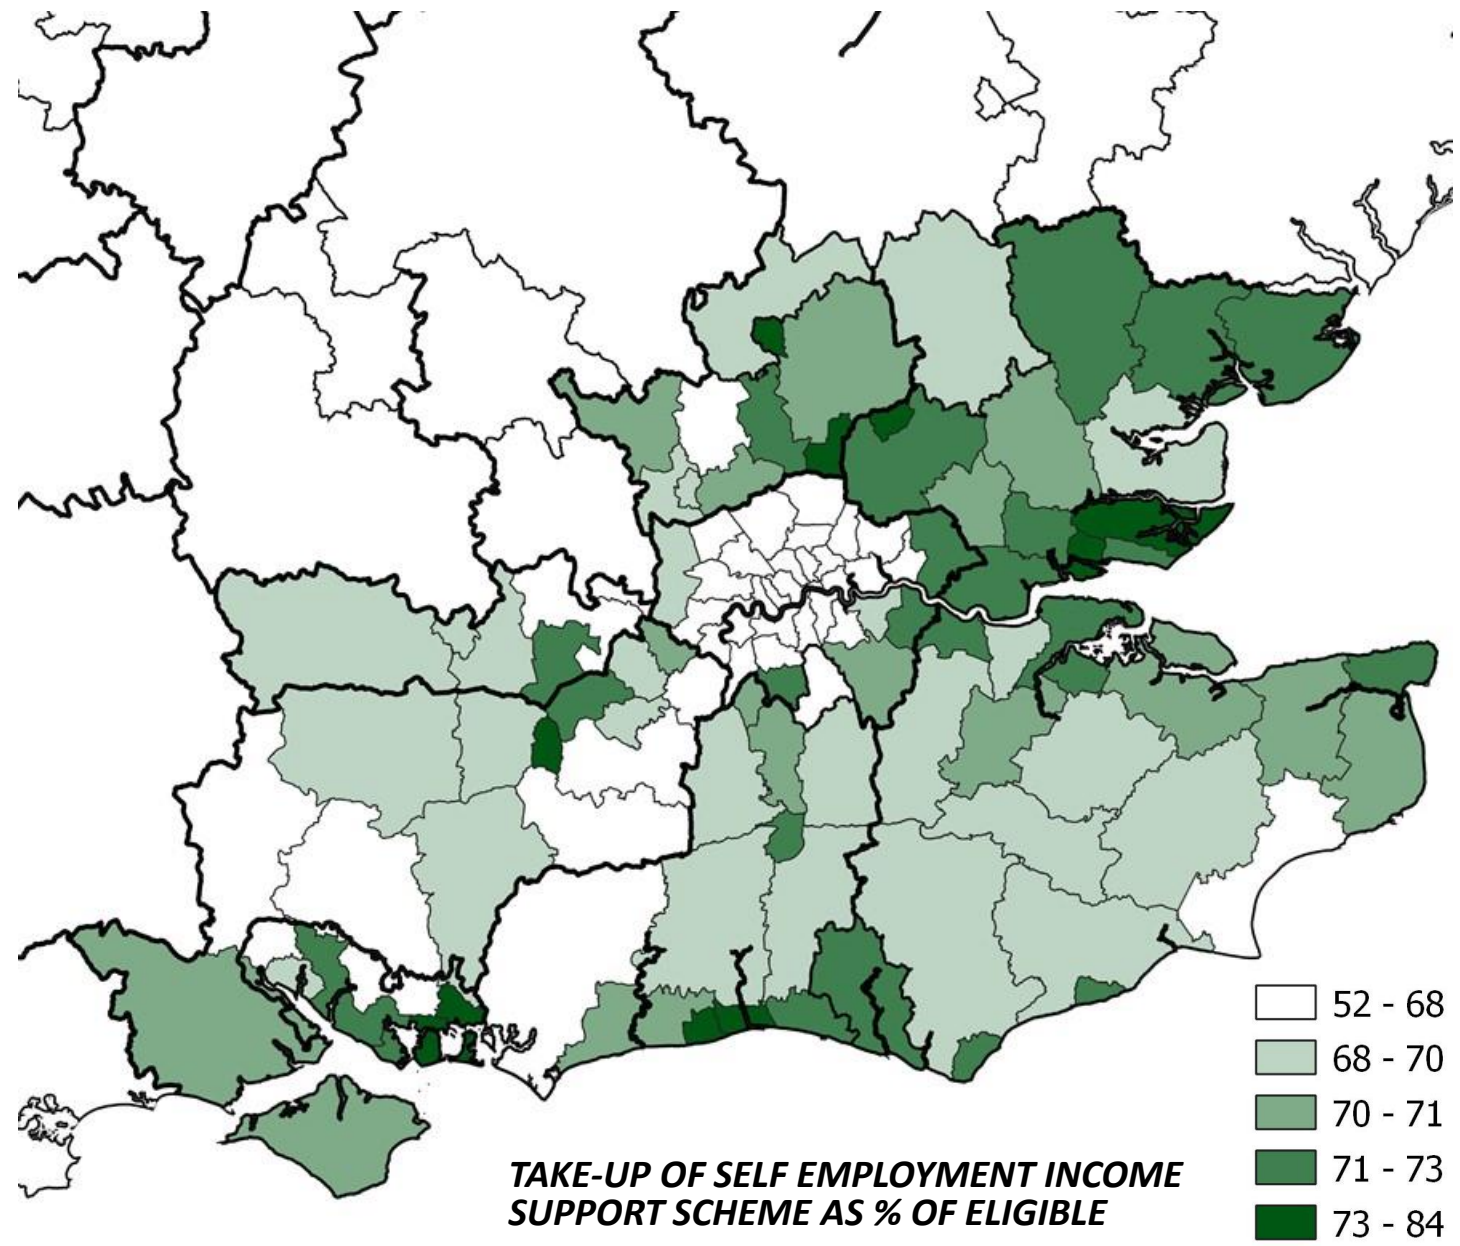 52 - 68
68 - 70
70 - 71
71 - 73
73 - 84
TAKE-UP OF SELF EMPLOYMENT INCOME
SUPPORT SCHEME AS % OF ELIGIBLE